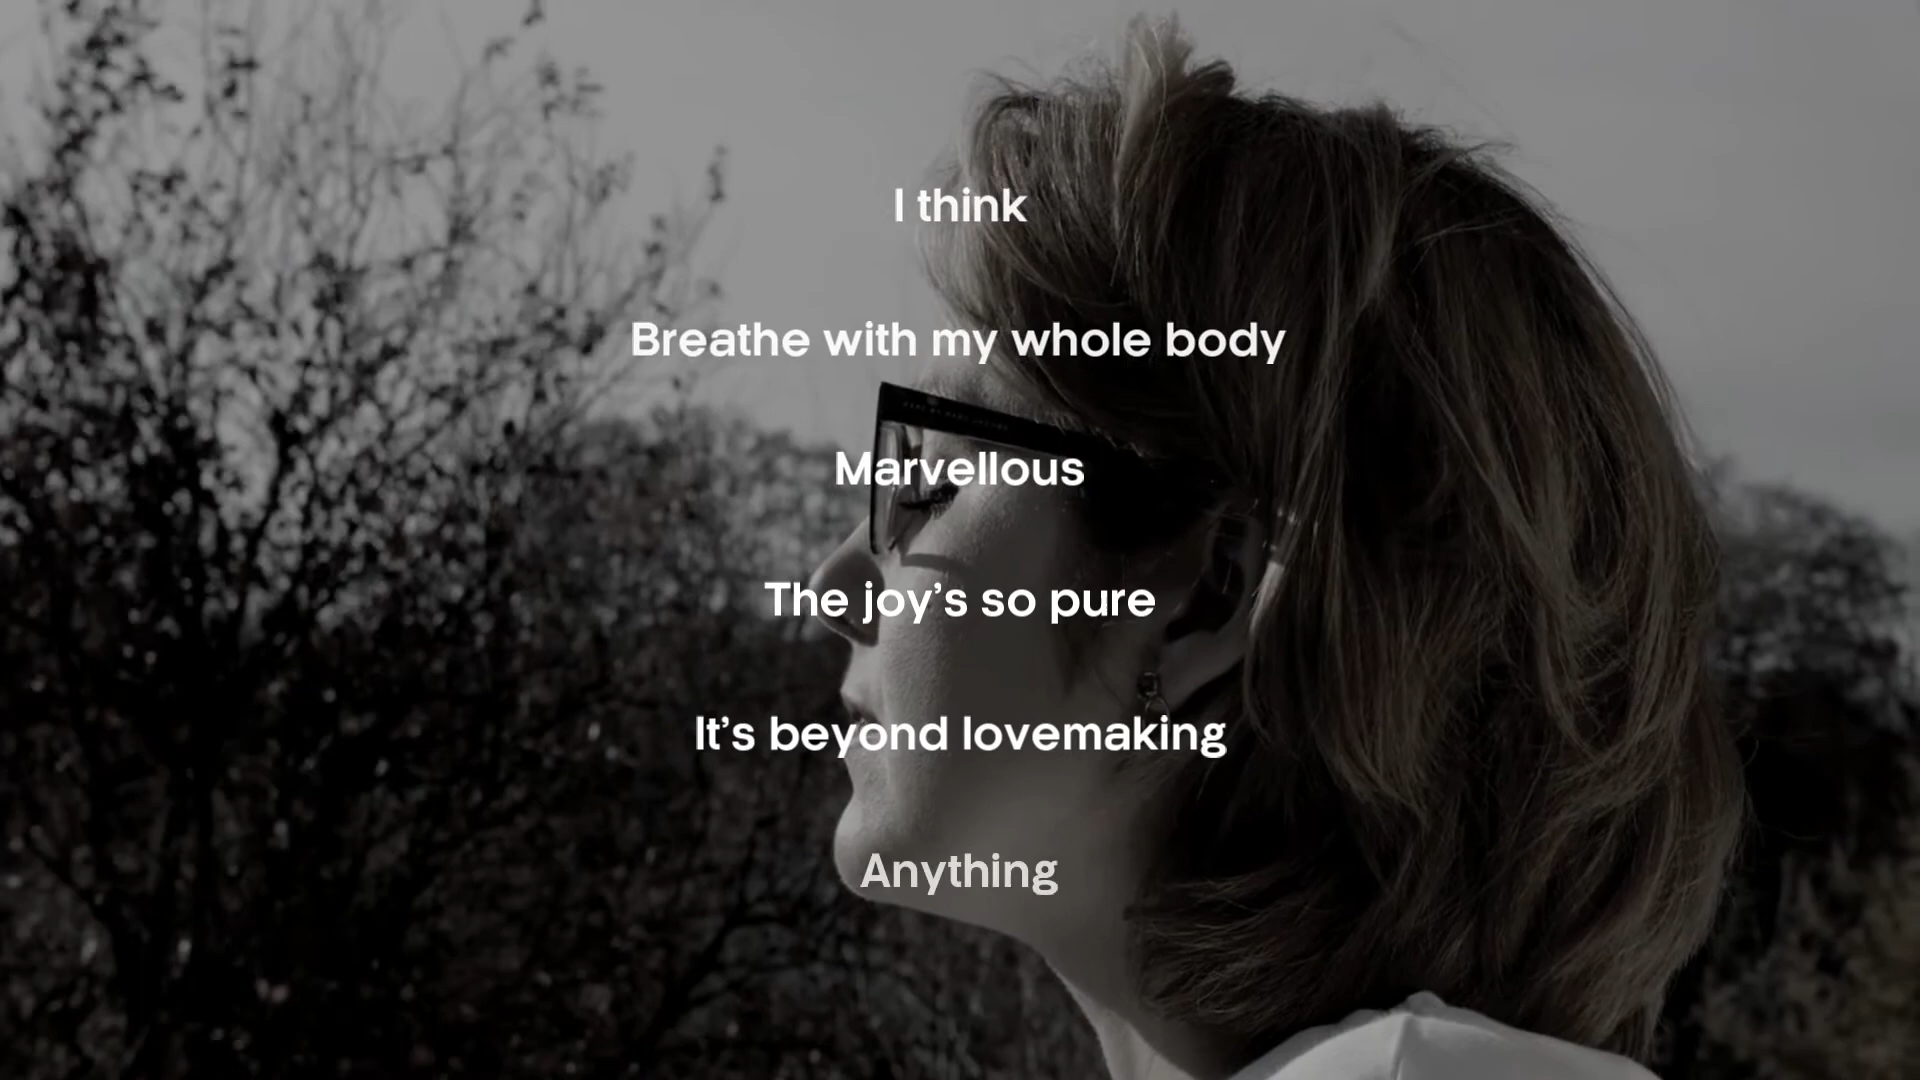 I think
Breathe with my whole body
Marvellous
The joy’s so pure
It’s beyond lovemaking
Anything